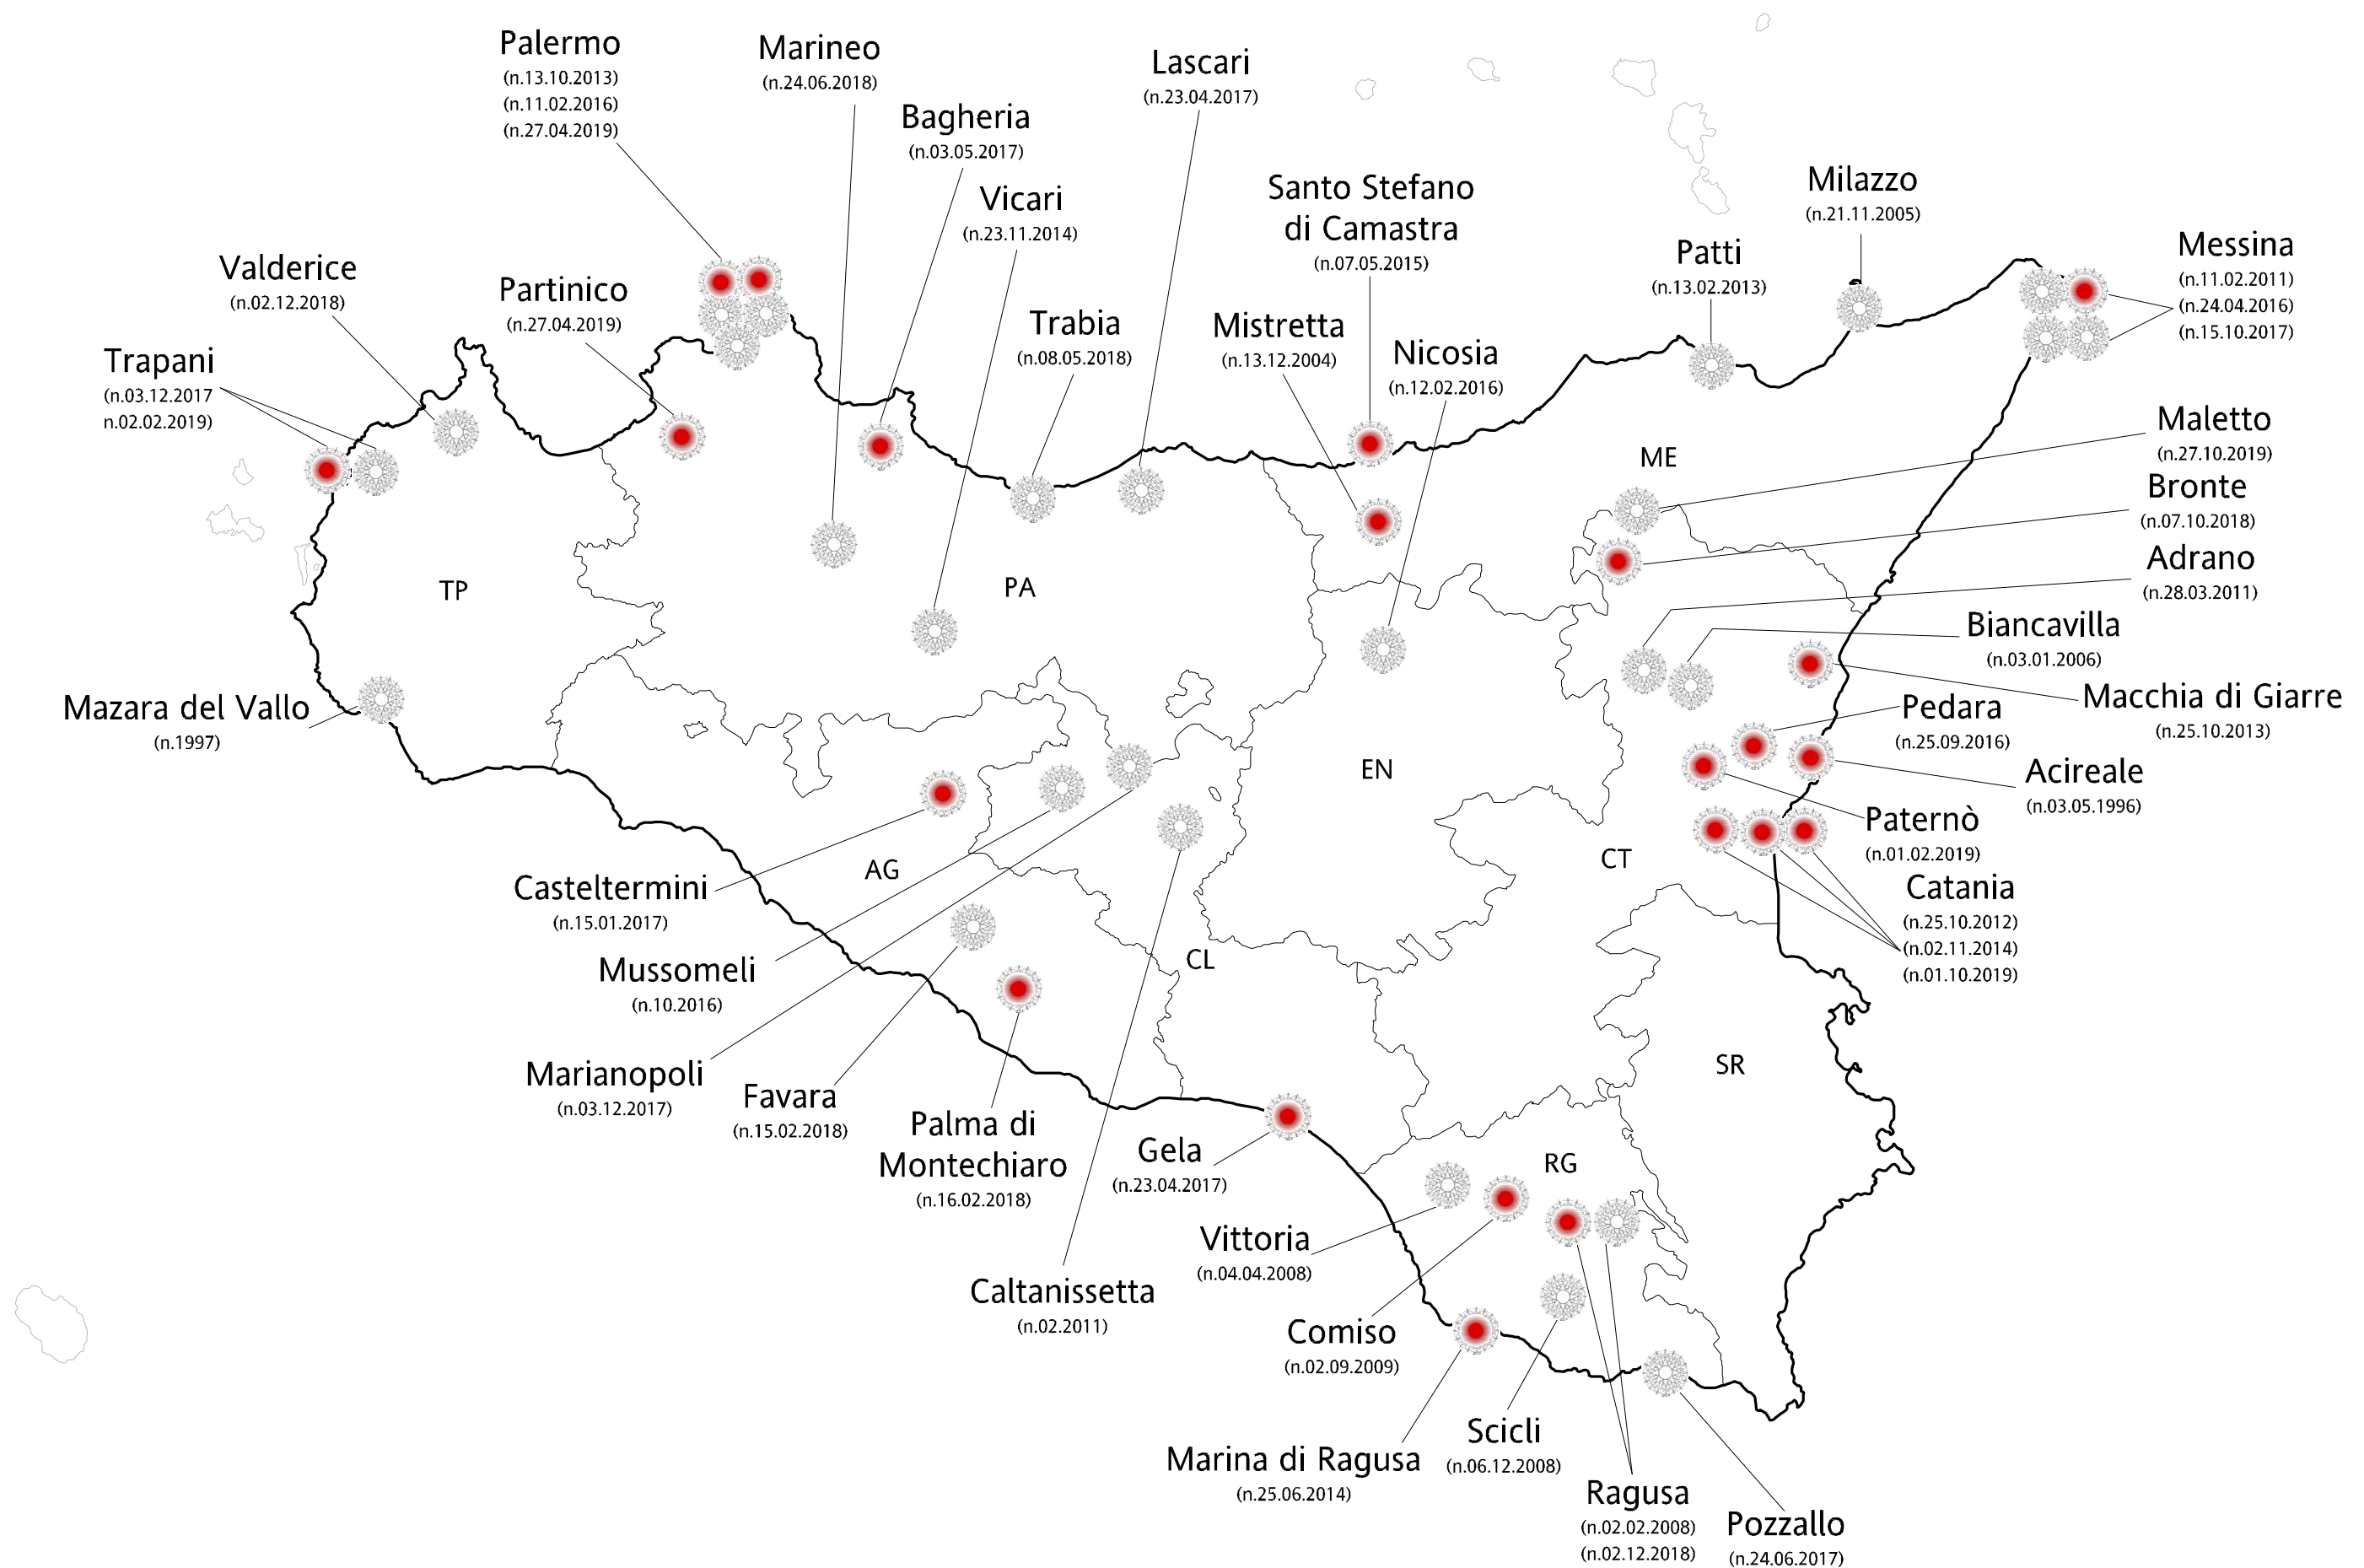 Palermo
(n.13.10.2013)
(n.11.02.2016)
(n.27.04.2019)
Marineo
(n.24.06.2018)
Lascari
(n.23.04.2017)
Bagheria
(n.03.05.2017)
Vicari
(n.23.11.2014)
Santo Stefano
di Camastra
(n.07.05.2015)
Milazzo
(n.21.11.2005)
Patti
(n.13.02.2013)
Messina
(n.11.02.2011)
(n.24.04.2016)
(n.15.10.2017)
Valderice
(n.02.12.2018)
Partinico
(n.27.04.2019)
Trabia
(n.08.05.2018)
Mistretta
(n.13.12.2004)
Nicosia
(n.12.02.2016)
Trapani
(n.03.12.2017
n.02.02.2019)
Maletto
(n.27.10.2019)
ME
Bronte
(n.07.10.2018)
Adrano
(n.28.03.2011)
TP
PA
Biancavilla
(n.03.01.2006)
Macchia di Giarre
(n.25.10.2013)
Mazara del Vallo
(n.1997)
Pedara
(n.25.09.2016)
EN
Acireale
(n.03.05.1996)
Paternò
(n.01.02.2019)
CT
AG
Casteltermini
(n.15.01.2017)
Catania
(n.25.10.2012)
(n.02.11.2014)
(n.01.10.2019)
CL
Mussomeli
(n.10.2016)
SR
Marianopoli
(n.03.12.2017)
Favara
(n.15.02.2018)
Palma di
Montechiaro
(n.16.02.2018)
Gela
(n.23.04.2017)
RG
Vittoria
(n.04.04.2008)
Caltanissetta
(n.02.2011)
Comiso
(n.02.09.2009)
Marina di Ragusa
(n.25.06.2014)
Scicli
(n.06.12.2008)
Ragusa
(n.02.02.2008)
(n.02.12.2018)
Pozzallo
(n.24.06.2017)